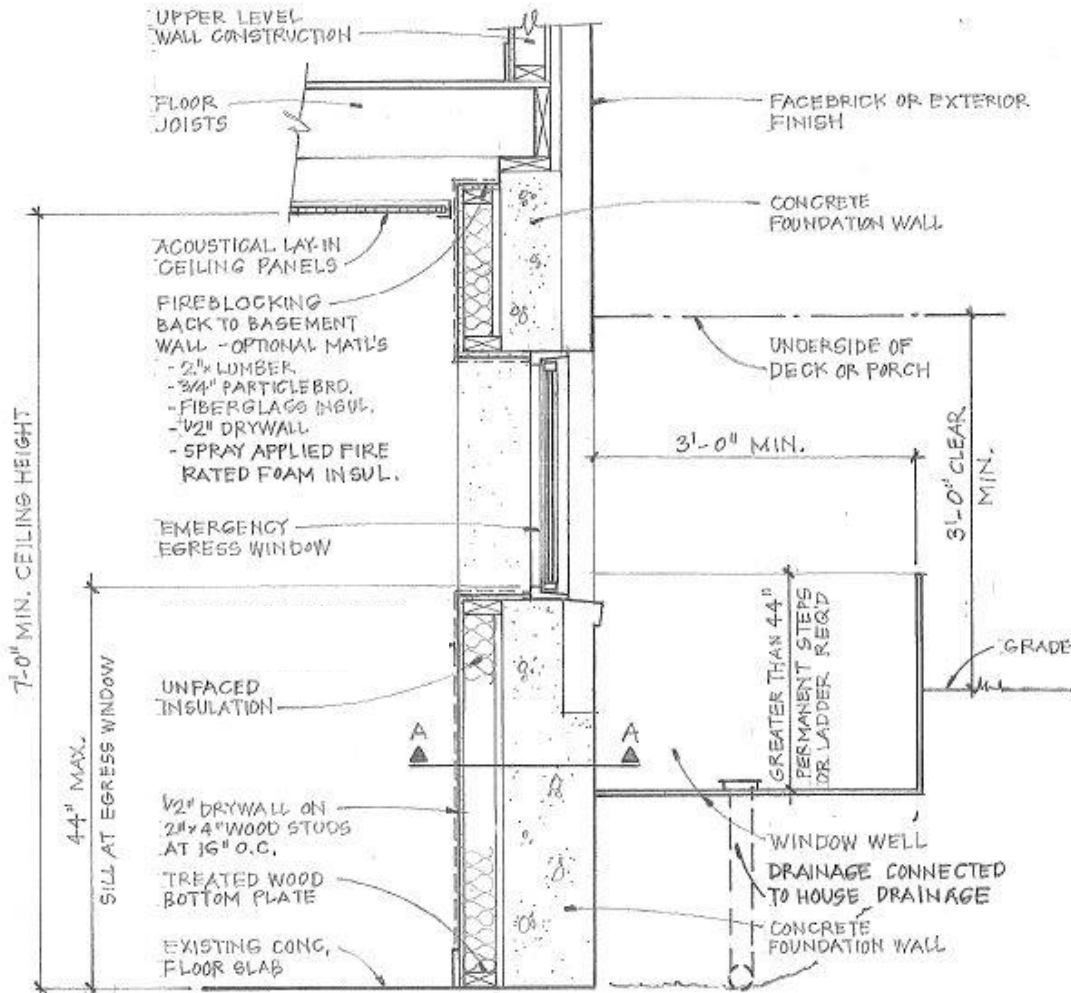 UPPER LEVEL
WALL CONSTRUCTION
FLOOR
JOISTS
FACEBRICK OR EXTERIOR
FINISH
CONCRETE
FOUNDATION WALL
ACOUSTICAL LAY-IN
CEILING PANELS
FIREBLOCKING
BACK TO BASEMENT
WALL - OPTIONAL MATL'S
- 2"x LUMBER
- 3/4" PARTICLEBRD.
- FIBERGLASS INSUL.
- 1/2" DRYWALL
- SPRAY APPLIED FIRE
RATED FOAM INSUL.
UNDERSIDE OF
DECK OR PORCH
3'-0" MIN.
3'-0" CLEAR
MIN.
7'-0" MIN. CEILING HEIGHT
EMERGENCY
EGRESS WINDOW
GREATER THAN 44"
PERMANENT STEPS
OR LADDER REQ'D
GRADE
44" MAX.
SILL AT EGRESS WINDOW
UNFACED
INSULATION
A A
1/2" DRYWALL ON
2"x4" WOOD STUDS
AT 16" O.C.
TREATED WOOD
BOTTOM PLATE
EXISTING CONC.
FLOOR SLAB
WINDOW WELL
DRAINAGE CONNECTED
TO HOUSE DRAINAGE
CONCRETE
FOUNDATION WALL